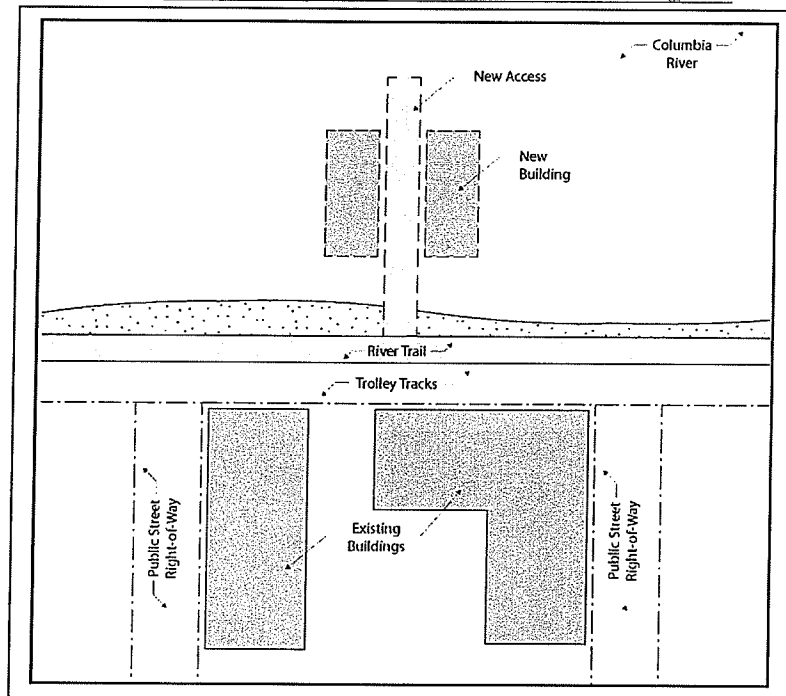 Columbia
River
New Access
New
Building
River Trail
Trolley Tracks
Public Street
Right-of-Way
Existing
Buildings
Public Street
Right-of-Way